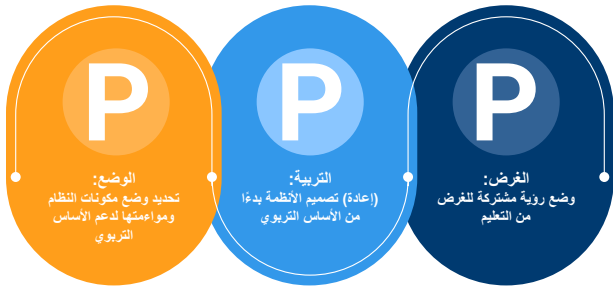 P
الغرض:
وضع رؤية مشتركة للغرض
من التعليم
P
التربية:
(إعادة) تصميم الأنظمة بدءًا
من الأساس التربوي
P
الوضع:
تحديد وضع مكونات النظام
ومواءمتها لدعم الأساس
التربوي